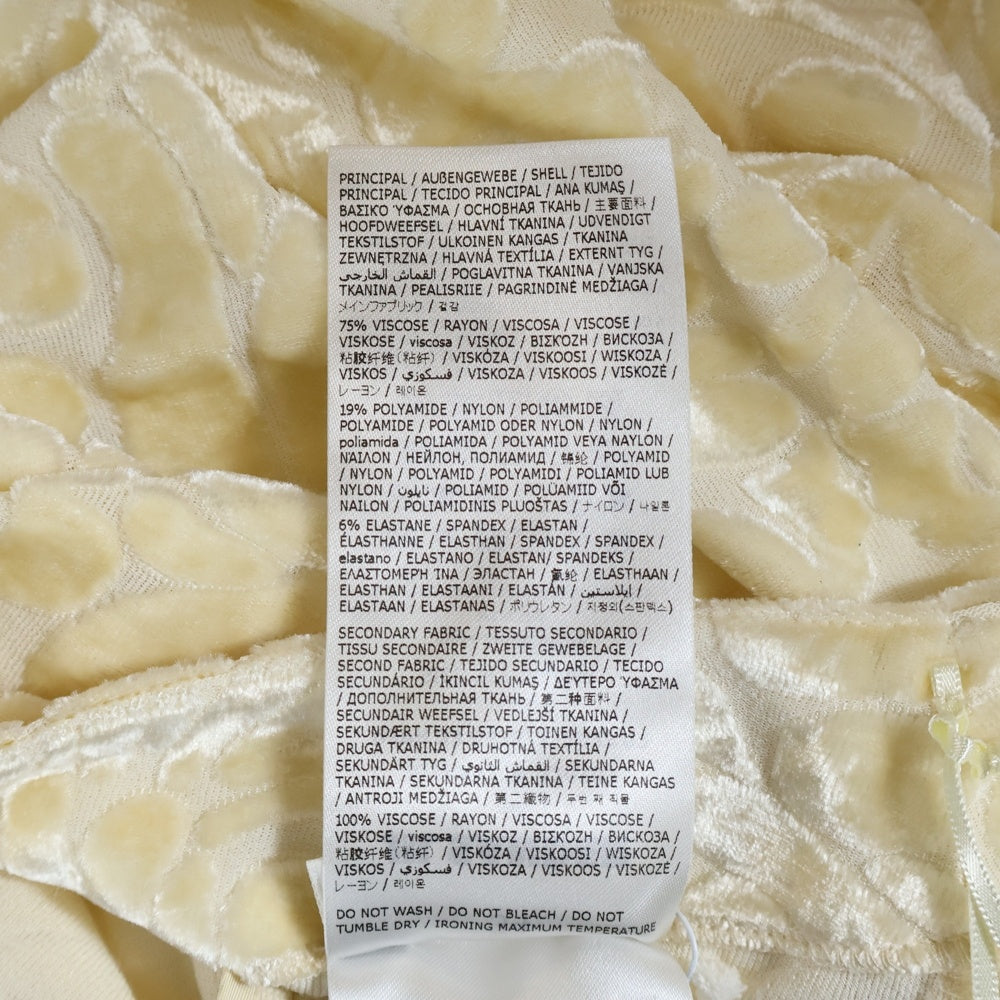 PRINCIPAL / AUßENGEWEBE / SHELL / TEJIDO
PRINCIPAL / TECIDO PRINCIPAL / ANA KUMAŞ /
ΒΑΣΙΚΟ ΎΦΑΣΜΑ / ОСНОВНАЯ ТКАНЬ / 主要面料 /
HOOFDWEEFSEL / HLAVNÍ TKANINA / UDVENDIGT
TEKSTILSTOF / ULKOINEN KANGAS / TKANINA
ZEWNĘTRZNA / HLAVNÁ TEXTÍLIA / EXTERNT TYG /
القماش الخارجي / POGLAVITNA TKANINA / VANJSKA
TKANINA / PEALISRIIE / PAGRINDINĖ MEDŽIAGA /
メインファブリック / 겉감
75% VISCOSE / RAYON / VISCOSA / VISCOSE /
VISKOSE / viscosa / VISKOZ / ΒΙΣΚΌΖΗ / ВИСКОЗА /
粘胶纤维(粘纤) / VISKÓZA / VISKOOSI / WISKOZA /
VISKOS / فسكوزي / VISKOZA / VISKOOS / VISKOZĖ /
レーヨン / 레이온
19% POLYAMIDE / NYLON / POLIAMMIDE /
POLYAMIDE / POLYAMID ODER NYLON / NYLON /
poliamida / POLIAMIDA / POLYAMID VEYA NAYLON /
ΝΑΙΛΟΝ / НЕЙЛОН, ПОЛИАМИД / 锦纶 / POLYAMID
/ NYLON / POLYAMID / POLYAMIDI / POLIAMID LUB
NYLON / نايلون / POLIAMID / POLÜAMIID VÕI
NAILON / POLIAMIDINIS PLUOŠTAS / ナイロン / 나일론
6% ELASTANE / SPANDEX / ELASTAN /
ÉLASTHANNE / ELASTHAN / SPANDEX / SPANDEX /
elastano / ELASTANO / ELASTAN/ SPANDEKS /
ΕΛΑΣΤΟΜΕΡΉ ΊΝΑ / ЭЛАСТАН / 氨纶 / ELASTHAAN /
ELASTHAN / ELASTAANI / ELASTAN / إيلاستين /
ELASTAAN / ELASTANAS / ポリウレタン / 지정외(스판덱스)
SECONDARY FABRIC / TESSUTO SECONDARIO /
TISSU SECONDAIRE / ZWEITE GEWEBELAGE /
SECOND FABRIC / TEJIDO SECUNDARIO / TECIDO
SECUNDÁRIO / İKİNCİL KUMAŞ / ΔΕΥΤΕΡΟ ΎΦΑΣΜΑ
/ ДОПОЛНИТЕЛЬНАЯ ТКАНЬ / 第二种面料 /
SECUNDAIR WEEFSEL / VEDLEJŠÍ TKANINA /
SEKUNDÆRT TEKSTILSTOF / TOINEN KANGAS /
DRUGA TKANINA / DRUHOTNÁ TEXTÍLIA /
SEKUNDÄRT TYG / القماش الثانوي / SEKUNDARNA
TKANINA / SEKUNDARNA TKANINA / TEINE KANGAS
/ ANTROJI MEDŽIAGA / 第二織物 / 두번 째 직물
100% VISCOSE / RAYON / VISCOSA / VISCOSE /
VISKOSE / viscosa / VISKOZ / ΒΙΣΚΌΖΗ / ВИСКОЗА /
粘胶纤维(粘纤) / VISKÓZA / VISKOOSI / WISKOZA /
VISKOS / فسكوزي / VISKOZA / VISKOOS / VISKOZĖ /
レーヨン / 레이온
DO NOT WASH / DO NOT BLEACH / DO NOT
TUMBLE DRY / IRONING MAXIMUM TEMPERATURE